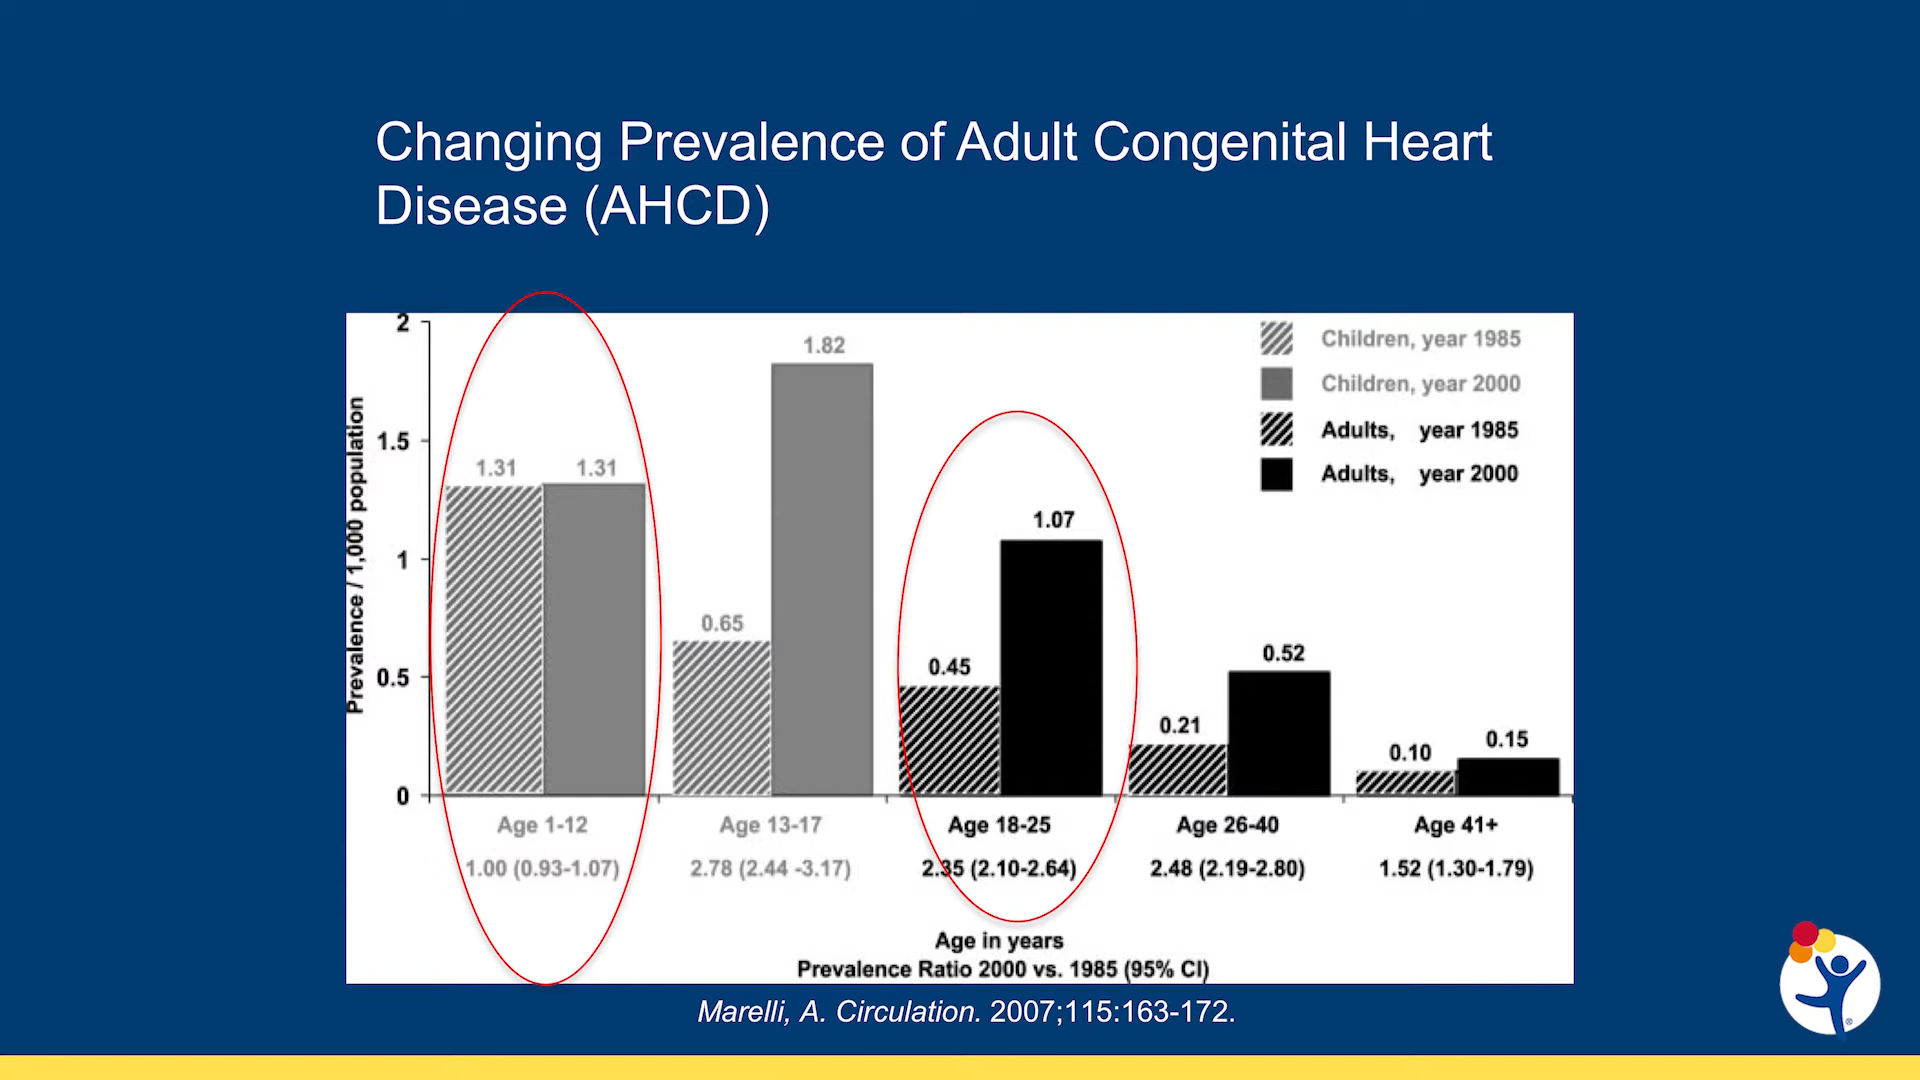 Changing Prevalence of Adult Congenital Heart
Disease (AHCD)
Prevalence / 1,000 population
2
1.5
1
0.5
0
1.31
1.31
0.65
1.82
0.45
1.07
0.21
0.52
0.10
0.15
Children, year 1985
Children, year 2000
Adults, year 1985
Adults, year 2000
Age 1-12
Age 13-17
Age 18-25
Age 26-40
Age 41+
1.00 (0.93-1.07)
2.78 (2.44 -3.17)
2.35 (2.10-2.64)
2.48 (2.19-2.80)
1.52 (1.30-1.79)
Age in years
Prevalence Ratio 2000 vs. 1985 (95% CI)
Marelli, A. Circulation. 2007;115:163-172.
®